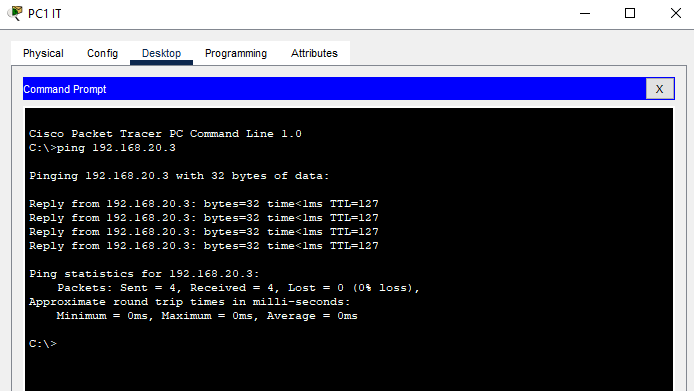 PC1 IT
Physical Config Desktop Programming Attributes
Command Prompt X
Cisco Packet Tracer PC Command Line 1.0
C:\>ping 192.168.20.3
Pinging 192.168.20.3 with 32 bytes of data:
Reply from 192.168.20.3: bytes=32 time<1ms TTL=127
Reply from 192.168.20.3: bytes=32 time<1ms TTL=127
Reply from 192.168.20.3: bytes=32 time<1ms TTL=127
Reply from 192.168.20.3: bytes=32 time<1ms TTL=127
Ping statistics for 192.168.20.3:
Packets: Sent = 4, Received = 4, Lost = 0 (0% loss),
Approximate round trip times in milli-seconds:
Minimum = 0ms, Maximum = 0ms, Average = 0ms
C:\>